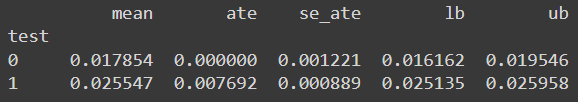 mean ate se_ate lb ub
test
0 0.017854 0.000000 0.001221 0.016162 0.019546
1 0.025547 0.007692 0.000889 0.025135 0.025958